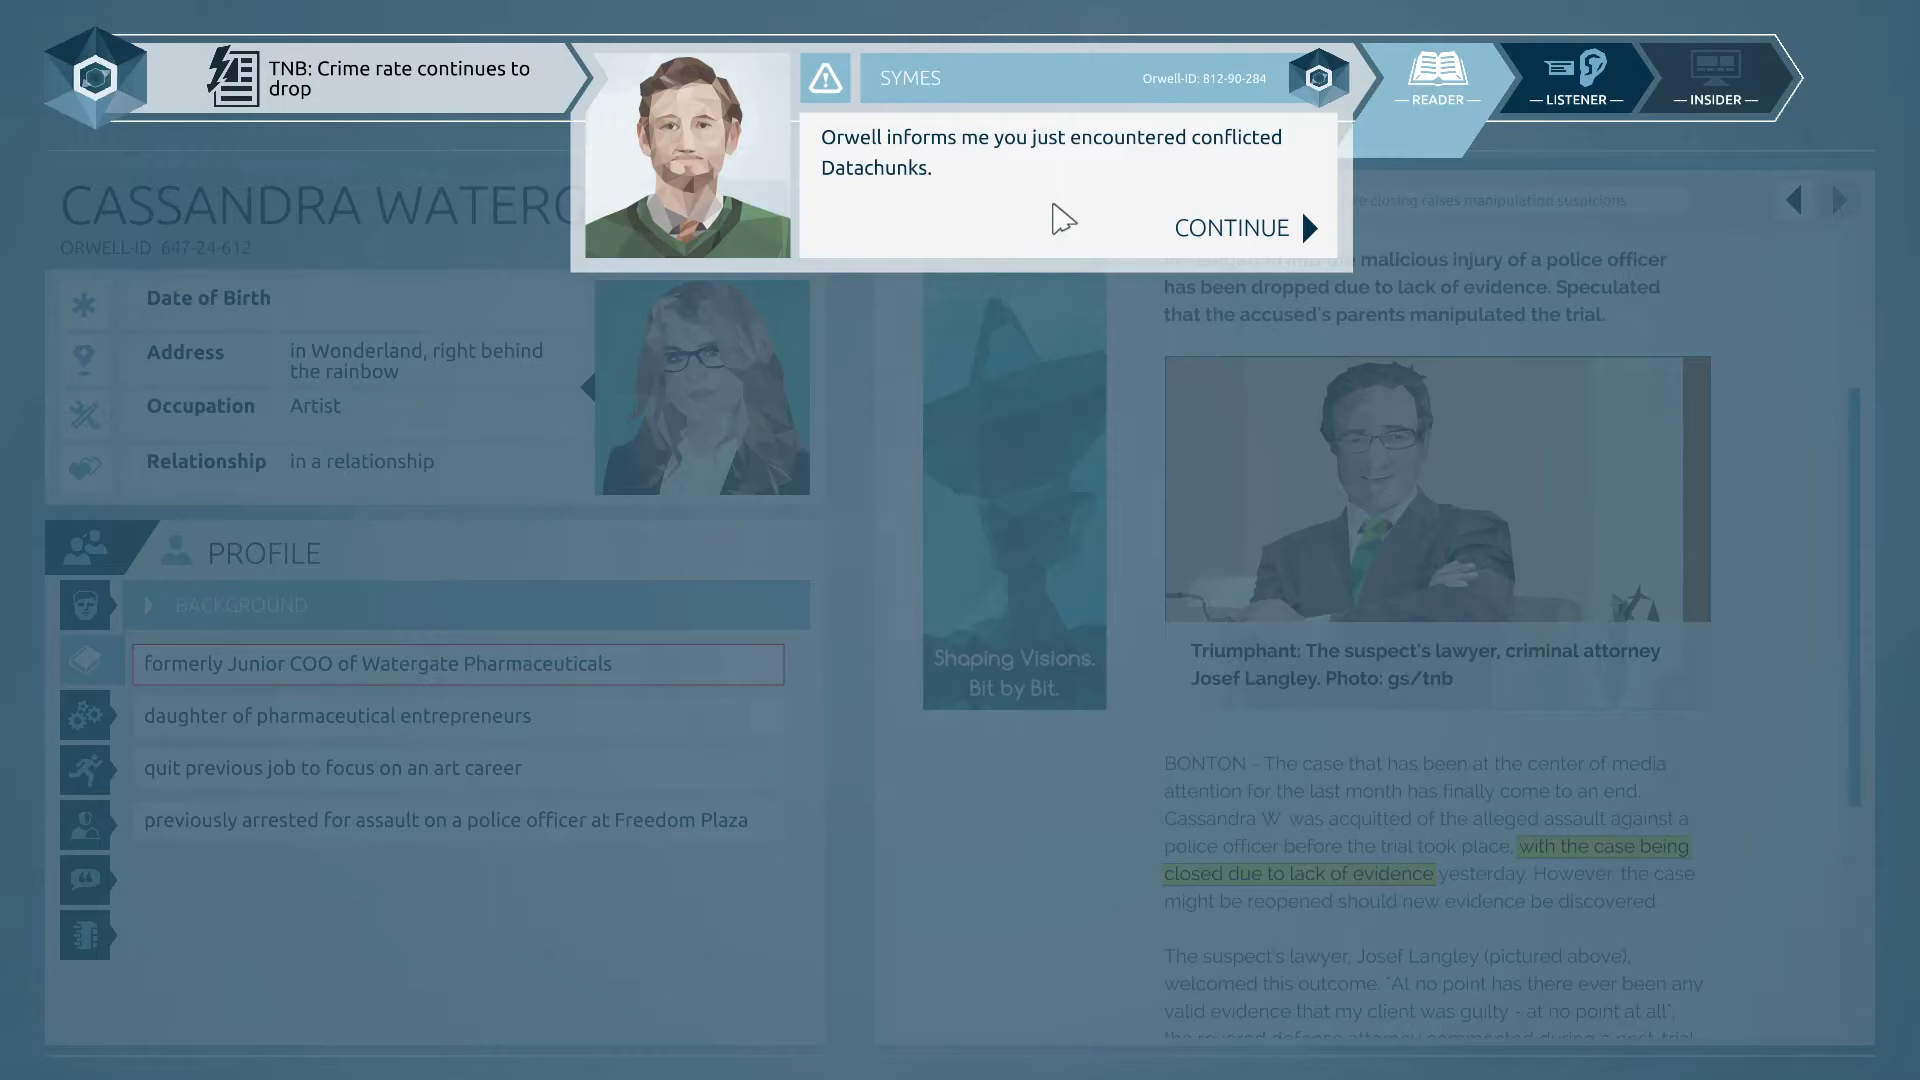 TNB: Crime rate continues to
drop
SYMES
Orwell-ID: 812-90-284
Orwell informs me you just encountered conflicted
Datachunks.
CONTINUE
READER
LISTENER
INSIDER
CASSANDRA WATERG
ORWELL-ID 647-24-612
Date of Birth
Address in Wonderland, right behind
the rainbow
Occupation Artist
Relationship in a relationship
PROFILE
BACKGROUND
formerly Junior COO of Watergate Pharmaceuticals
daughter of pharmaceutical entrepreneurs
quit previous job to focus on an art career
previously arrested for assault on a police officer at Freedom Plaza
closing raises manipulation suspicions
malicious injury of a police officer
has been dropped due to lack of evidence. Speculated
that the accused's parents manipulated the trial.
Shaping Visions.
Bit by Bit.
Triumphant: The suspect's lawyer, criminal attorney
Josef Langley. Photo: gs/tnb
BONTON - The case that has been at the center of media
attention for the last month has finally come to an end.
Cassandra W. was acquitted of the alleged assault against a
police officer before the trial took place, with the case being
closed due to lack of evidence yesterday. However, the case
might be reopened should new evidence be discovered.
The suspect's lawyer, Josef Langley (pictured above),
welcomed this outcome. "At no point has there ever been any
valid evidence that my client was guilty - at no point at all",
the revered defense attorney commented during a post-trial